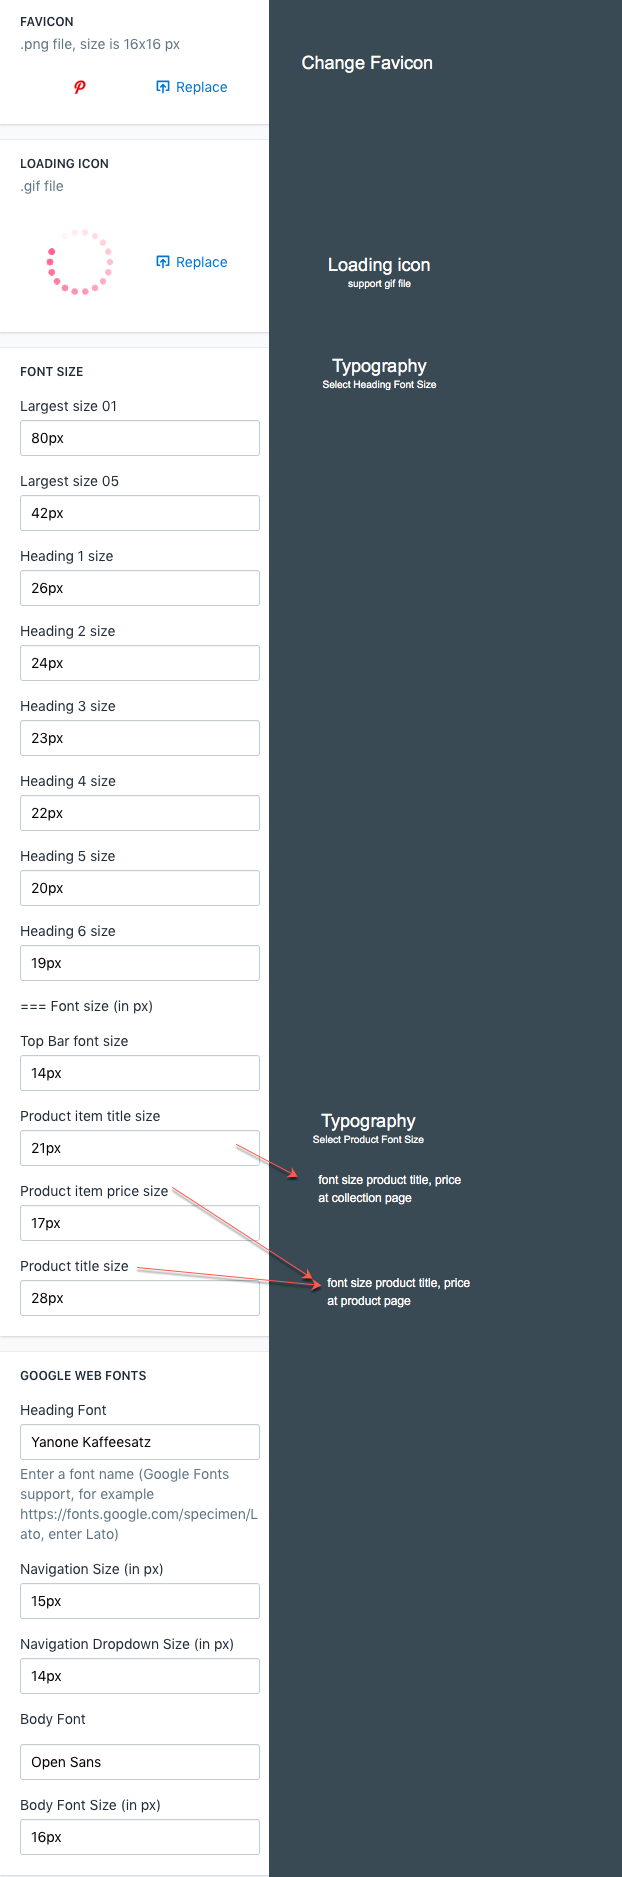 FAVICON
.png file, size is 16x16 px
Replace
Change Favicon
LOADING ICON
.gif file
Replace
Loading icon
support gif file
Typography
Select Heading Font Size
FONT SIZE
Largest size 01
80px
Largest size 05
42px
Heading 1 size
26px
Heading 2 size
24px
Heading 3 size
23px
Heading 4 size
22px
Heading 5 size
20px
Heading 6 size
19px
=== Font size (in px)
Top Bar font size
14px
Product item title size
21px
Typography
Select Product Font Size
font size product title, price
at collection page
Product item price size
17px
Product title size
28px
font size product title, price
at product page
GOOGLE WEB FONTS
Heading Font
Yanone Kaffeesatz
Enter a font name (Google Fonts
support, for example
https://fonts.google.com/specimen/L
ato, enter Lato)
Navigation Size (in px)
15px
Navigation Dropdown Size (in px)
14px
Body Font
Open Sans
Body Font Size (in px)
16px